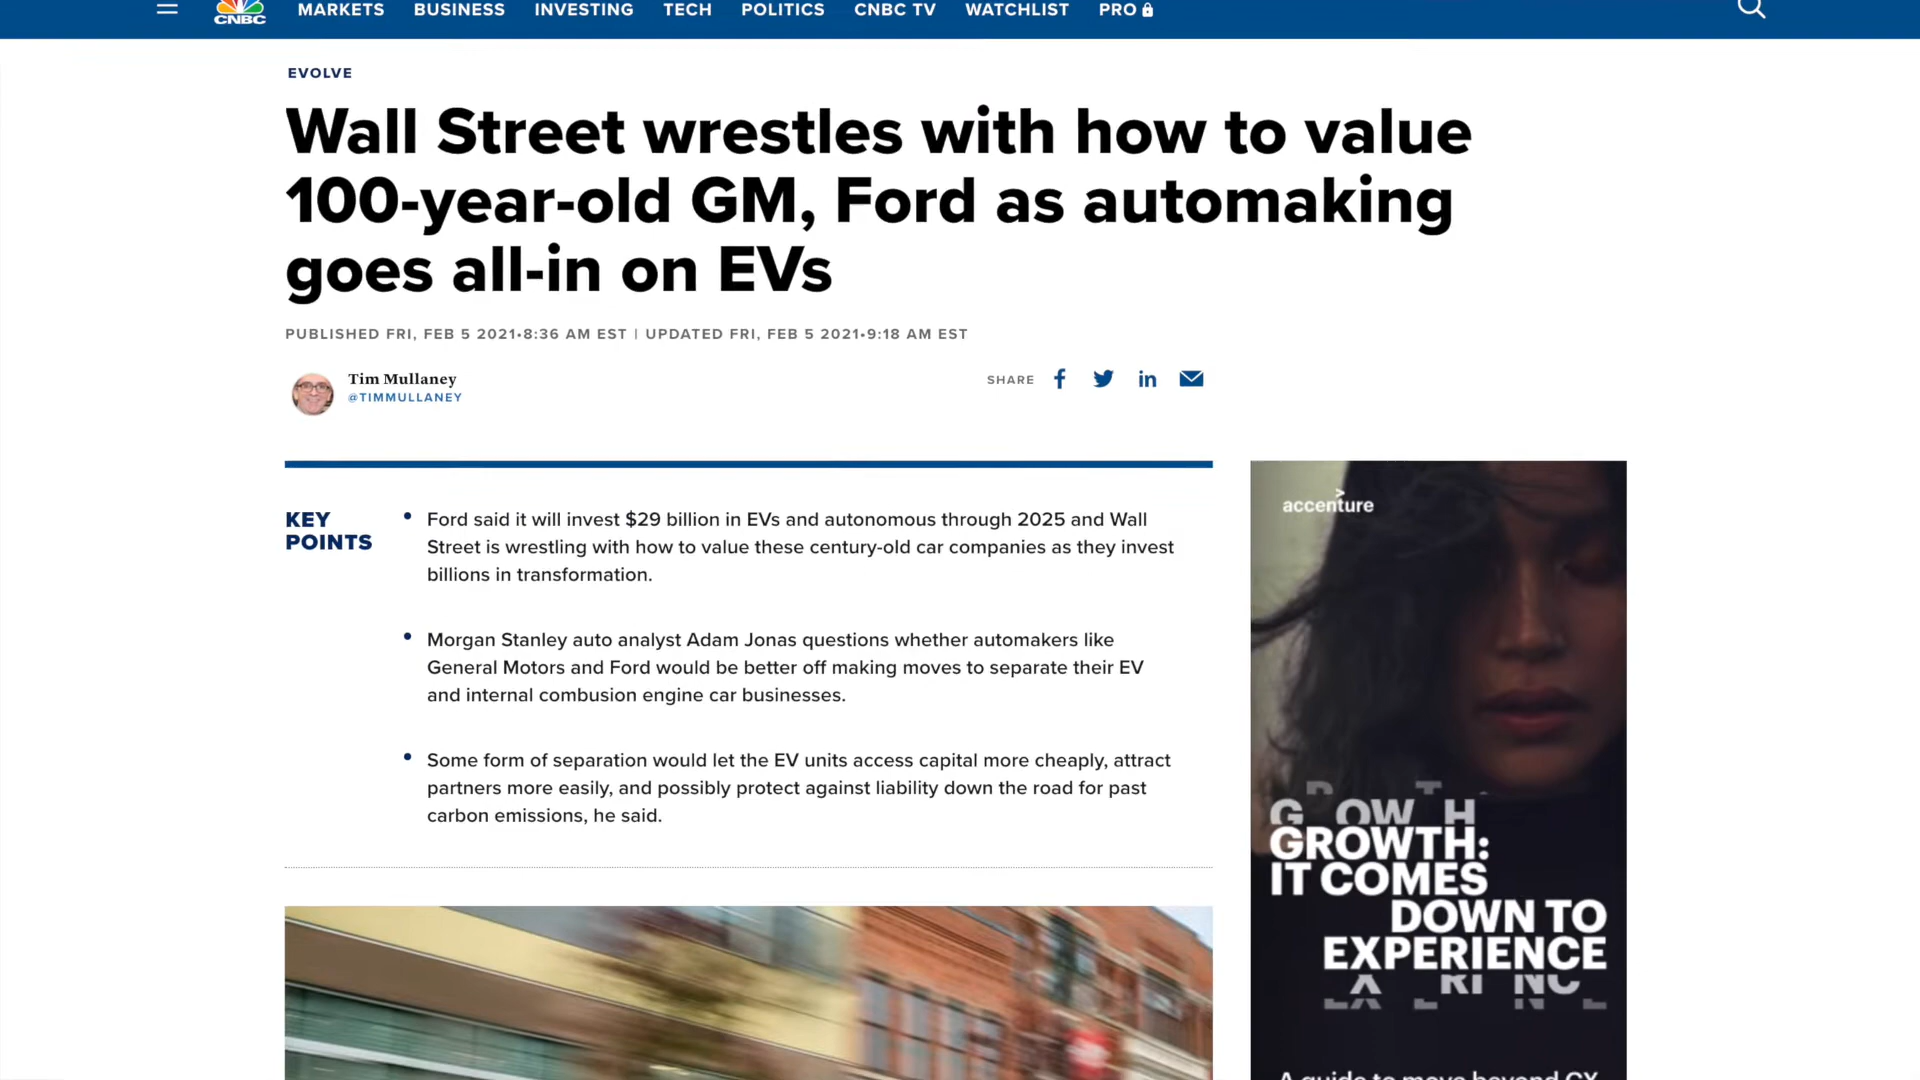 CNBC
MARKETS BUSINESS INVESTING TECH POLITICS CNBC TV WATCHLIST PRO
EVOLVE
Wall Street wrestles with how to value
100-year-old GM, Ford as automaking
goes all-in on EVs
PUBLISHED FRI, FEB 5 2021•8:36 AM EST | UPDATED FRI, FEB 5 2021•9:18 AM EST
Tim Mullaney
@TIMMULLANEY
SHARE
KEY
POINTS
• Ford said it will invest $29 billion in EVs and autonomous through 2025 and Wall
Street is wrestling with how to value these century-old car companies as they invest
billions in transformation.
• Morgan Stanley auto analyst Adam Jonas questions whether automakers like
General Motors and Ford would be better off making moves to separate their EV
and internal combusion engine car businesses.
• Some form of separation would let the EV units access capital more cheaply, attract
partners more easily, and possibly protect against liability down the road for past
carbon emissions, he said.
accenture
GROWTH:
IT COMES
DOWN TO
EXPERIENCE
A guide to move beyond CX